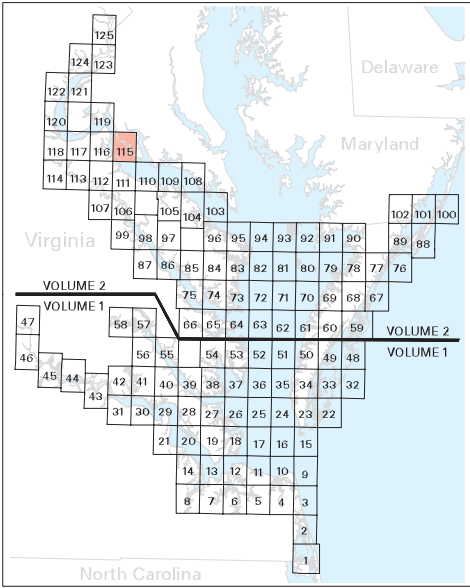 125
124 123
Delaware
122 121
120 119
Maryland
118 117 116 115
114 113 112 111 110 109 108
107 106 105 104 103 102 101 100
Virginia 99 98 97 96 95 94 93 92 91 90 89 88
87 86 85 84 83 82 81 80 79 78 77 76
VOLUME 2
75 74 73 72 71 70 69 68 67
VOLUME 1
47 58 57 66 65 64 63 62 61 60 59
VOLUME 2
VOLUME 1
46 56 55 54 53 52 51 50 49 48
45 44 43 42 41 40 39 38 37 36 35 34 33 32
31 30 29 28 27 26 25 24 23 22
21 20 19 18 17 16 15
14 13 12 11 10 9
8 7 6 5 4 3
2
1
North Carolina